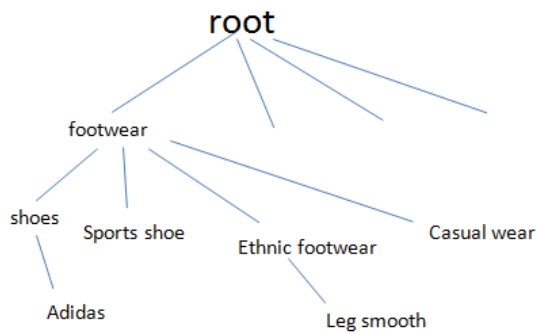 root
footwear
shoes
Sports shoe
Ethnic footwear
Casual wear
Adidas
Leg smooth